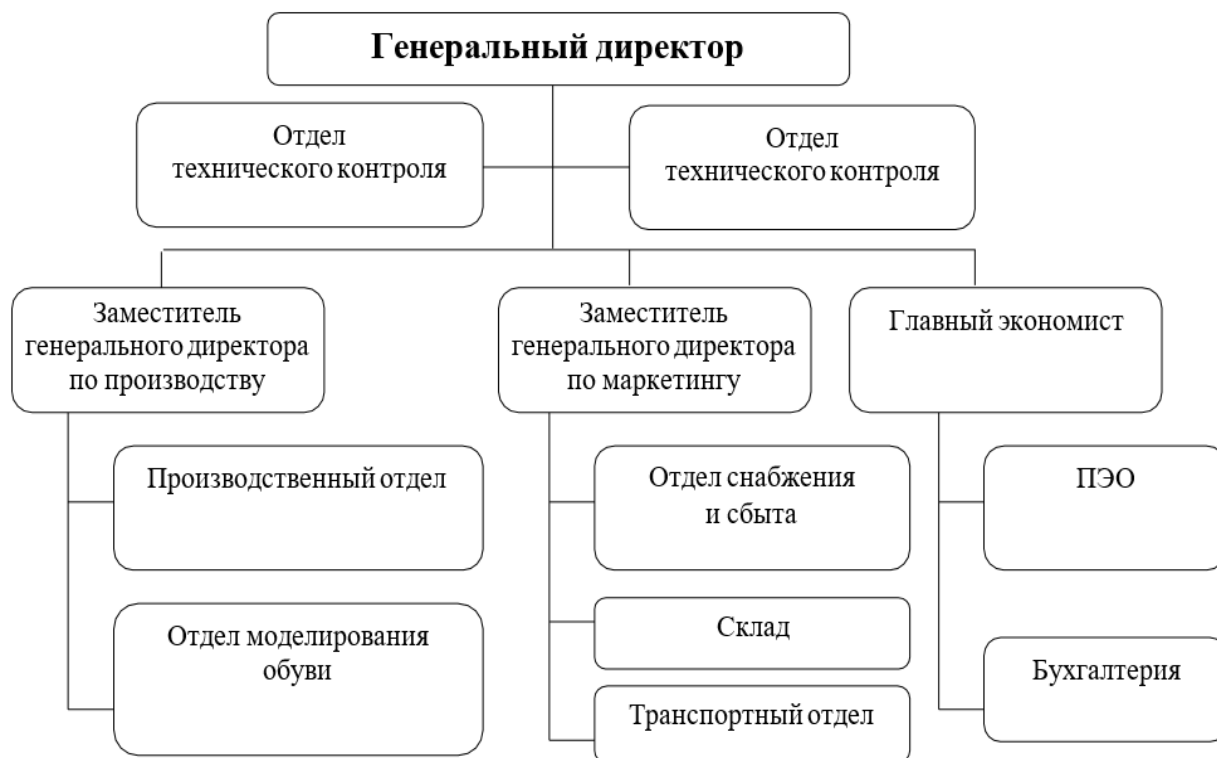 Генеральный директор
Отдел
технического контроля
Отдел
технического контроля
Заместитель
генерального директора
по производству
Заместитель
генерального директора
по маркетингу
Главный экономист
Производственный отдел
Отдел снабжения
и сбыта
ПЭО
Отдел моделирования
обуви
Склад
Бухгалтерия
Транспортный отдел